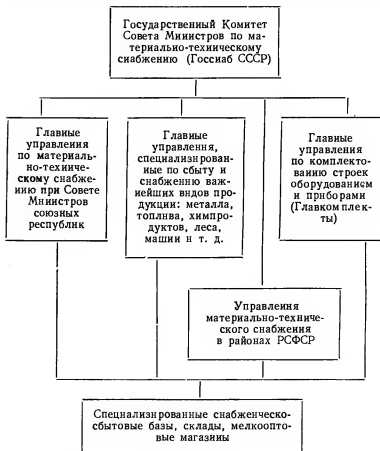 Государственный Комитет
Совета Министров по ма-
териально-техническому
снабжению (Госснаб СССР)
Главные
управления
по материаль-
но-техниче-
скому снабже-
нию при Совете
Министров
союзных
республик
Главные
управления,
специализирован-
ные по сбыту и
снабжению важ-
нейших видов про-
дукции: металла,
топлива, химпро-
дуктов, леса,
машин и т. д.
Главные
управления
по комплекто-
ванию строек
оборудованием
и приборами
(Главкомплек-
ты)
Управления
материально-техниче-
ского снабжения
в районах РСФСР
Специализированные снабженческо-
сбытовые базы, склады, мелкоопто-
вые магазины